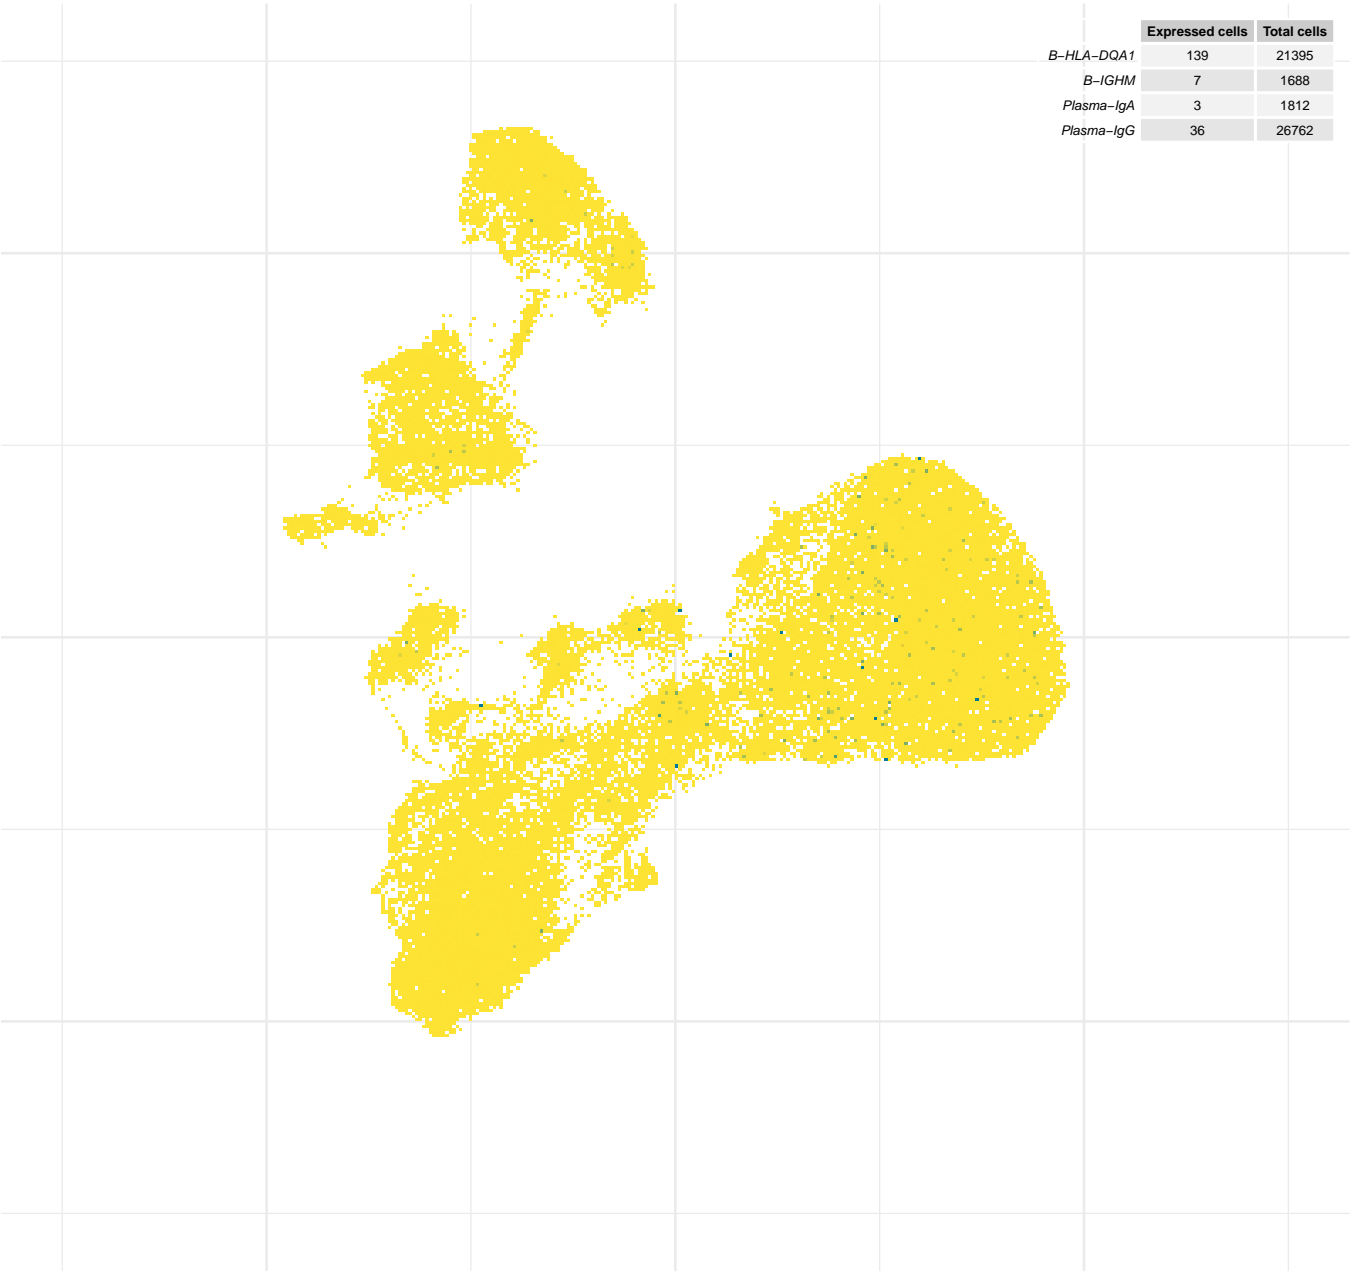 Expressed cells Total cells
B−HLA−DQA1 139 21395
B−IGHM 7 1688
Plasma−IgA 3 1812
Plasma−IgG 36 26762